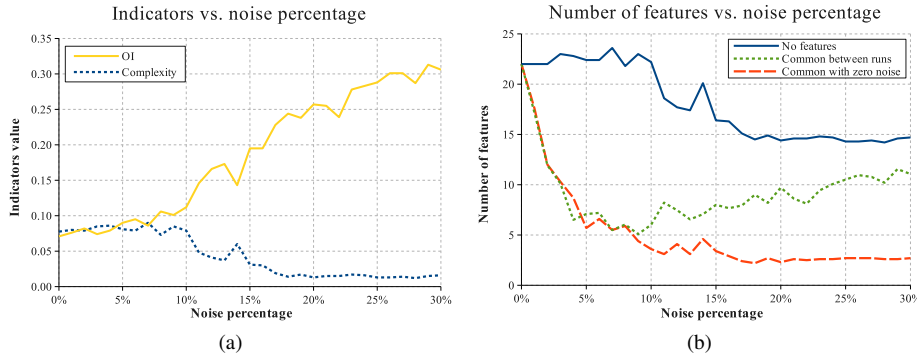 Indicators vs. noise percentage
0.35
0.30
0.25
0.20
0.15
0.10
0.05
0.00
Indicators value
OI
Complexity
0% 5% 10% 15% 20% 25% 30%
Noise percentage
(a)
Number of features vs. noise percentage
25
20
15
10
5
0
Number of features
No features
Common between runs
Common with zero noise
0% 5% 10% 15% 20% 25% 30%
Noise percentage
(b)